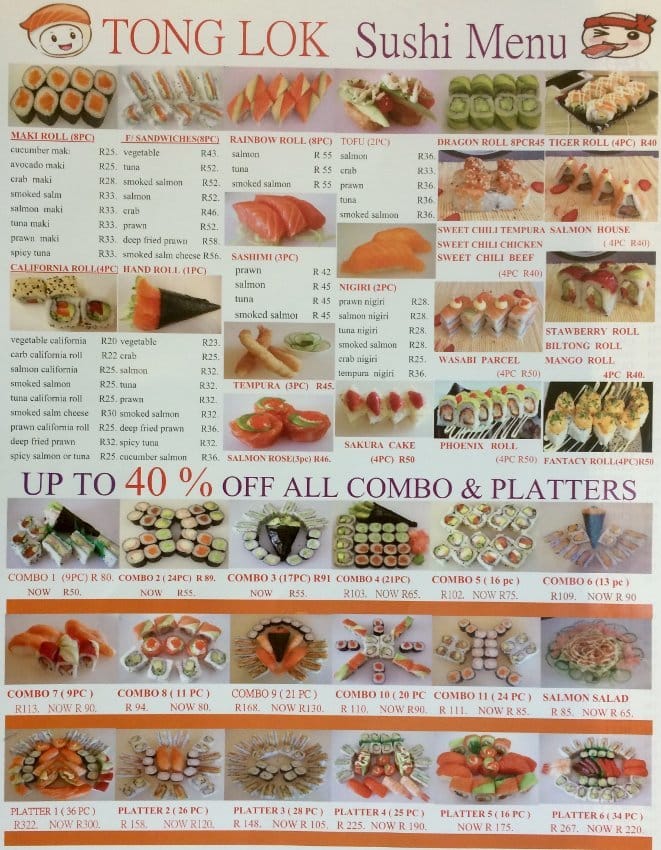 TONG LOK Sushi Menu
MAKI ROLL (8PC)
cucumber maki R25.
avocado maki R25.
crab maki R28.
smoked salm R33.
salmon maki R33.
tuna maki R33.
prawn maki R33.
spicy tuna R33.
F/ SANDWICHES(8PC)
vegetable R43.
tuna R52.
smoked salmon R52.
salmon R52.
crab R46.
prawn R52.
deep fried prawn R58.
smoked salm cheese R56.
RAINBOW ROLL (8PC)
salmon R 55
tuna R 55
smoked salmon R 55
TOFU (2PC)
salmon R36.
crab R33.
prawn R36.
tuna R36.
smoked salmon R36.
DRAGON ROLL 8PCR45
TIGER ROLL (4PC) R40
SWEET CHILI TEMPURA
SWEET CHILI CHICKEN
SWEET CHILI BEEF
(4PC R40)
SALMON HOUSE
( 4PC R40)
SASHIMI (3PC)
prawn R 42
salmon R 45
tuna R 45
smoked salmon R 45
NIGIRI (2PC)
prawn nigiri R28.
salmon nigiri R28.
tuna nigiri R28.
smoked salmon R28.
crab nigiri R25.
tempura nigiri R36.
CALIFORNIA ROLL(4PC)
vegetable california R20
carb california roll R22
salmon california R25.
smoked salmon R25.
tuna california roll R25.
smoked salm cheese R30
prawn california roll R25.
deep fried prawn R32.
spicy salmon or tuna R25.
HAND ROLL (1PC)
vegetable R23.
crab R25.
salmon R32.
tuna R32.
prawn R32.
smoked salmon R32.
deep fried prawn R36.
spicy tuna R32.
cucumber salmon R36.
TEMPURA (3PC) R45.
SALMON ROSE(3pc) R46.
WASABI PARCEL
(4PC R50)
STAWBERRY ROLL
BILTONG ROLL
MANGO ROLL
4PC R40.
SAKURA CAKE
(4PC) R50
PHOENIX ROLL
(4PC R50)
FANTACY ROLL(4PC)R50
UP TO 40 % OFF ALL COMBO & PLATTERS
COMBO 1 (9PC) R 80.
NOW R50.
COMBO 2 ( 24PC) R 89.
NOW R55.
COMBO 3 (17PC) R91
NOW R55.
COMBO 4 (21PC)
R103. NOW R65.
COMBO 5 ( 16 pc )
R102. NOW R75.
COMBO 6 (13 pc )
R109. NOW R 90
COMBO 7 ( 9PC )
R113. NOW R 90.
COMBO 8 ( 11 PC )
R 94. NOW 80.
COMBO 9 ( 21 PC )
R168. NOW R130.
COMBO 10 ( 20 PC
R 110. NOW R90.
COMBO 11 ( 24 PC )
R 111. NOW R 85.
SALMON SALAD
R 85. NOW R 65.
PLATTER 1 ( 36 PC )
R322. NOW R300.
PLATTER 2 ( 26 PC )
R 158. NOW R120.
PLATTER 3 ( 28 PC )
R 148. NOW R 105.
PLATTER 4 ( 25 PC )
R 225. NOW R 190.
PLATTER 5 ( 16 PC )
NOW R 175.
PLATTER 6 ( 34 PC )
R 267. NOW R 220.